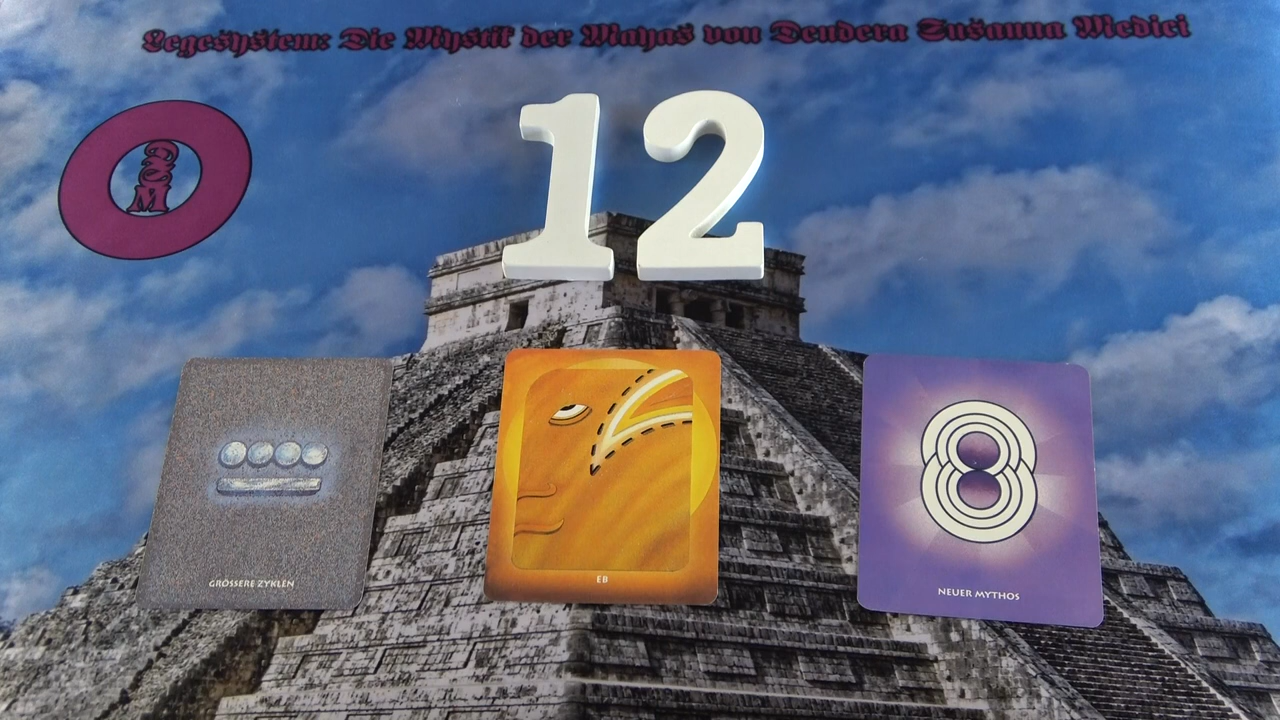 Legesystem: Die Mystik der Mayas von Dendera Susanna Medici
12
GRÖSSERE ZYKLEN
EB
NEUER MYTHOS